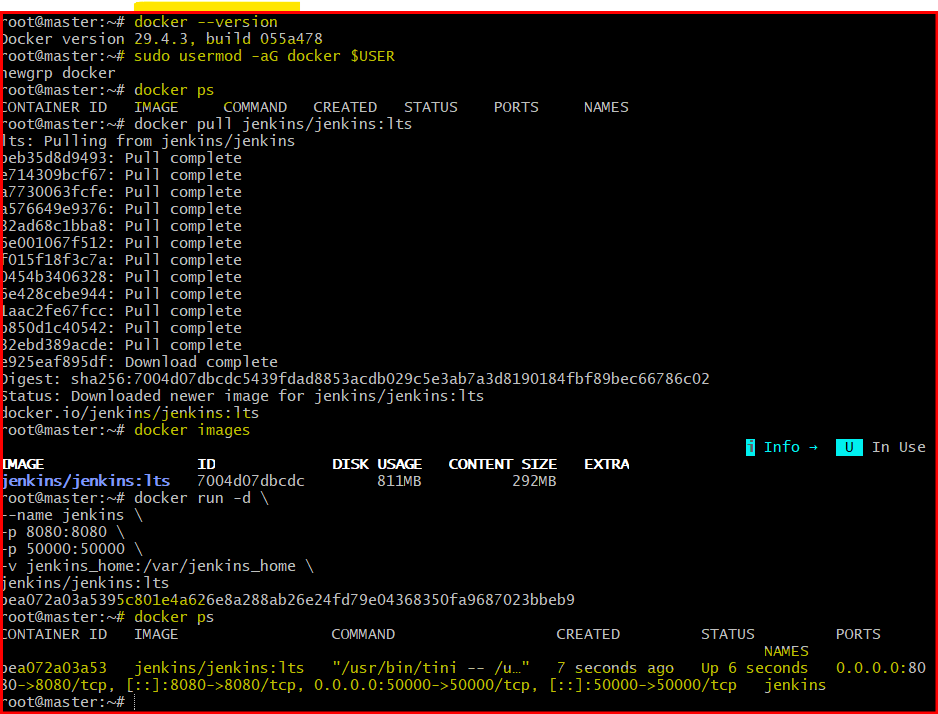 root@master:~# docker --version
Docker version 29.4.3, build 055a478
root@master:~# sudo usermod -aG docker $USER
newgrp docker
root@master:~# docker ps
CONTAINER ID   IMAGE     COMMAND   CREATED   STATUS    PORTS     NAMES
root@master:~# docker pull jenkins/jenkins:lts
lts: Pulling from jenkins/jenkins
beb35d8d9493: Pull complete
e714309bcf67: Pull complete
a7730063fcfe: Pull complete
a576649e9376: Pull complete
32ad68c1bba8: Pull complete
5e001067f512: Pull complete
f015f18f3c7a: Pull complete
0454b3406328: Pull complete
5e428cebe944: Pull complete
1aac2fe67fcc: Pull complete
b850d1c40542: Pull complete
32ebd389acde: Pull complete
e925eaf895df: Download complete
Digest: sha256:7004d07dbcdc5439fdad8853acdb029c5e3ab7a3d8190184fbf89bec66786c02
Status: Downloaded newer image for jenkins/jenkins:lts
docker.io/jenkins/jenkins:lts
root@master:~# docker images
i Info → U In Use
IMAGE ID DISK USAGE CONTENT SIZE EXTRA
jenkins/jenkins:lts 7004d07dbcdc 811MB 292MB
root@master:~# docker run -d \
--name jenkins \
-p 8080:8080 \
-p 50000:50000 \
-v jenkins_home:/var/jenkins_home \
jenkins/jenkins:lts
bea072a03a5395c801e4a626e8a288ab26e24fd79e04368350fa9687023bbeb9
root@master:~# docker ps
CONTAINER ID IMAGE COMMAND CREATED STATUS PORTS
NAMES
bea072a03a53 jenkins/jenkins:lts "/usr/bin/tini -- /u…" 7 seconds ago Up 6 seconds 0.0.0.0:80
80->8080/tcp, [::]:8080->8080/tcp, 0.0.0.0:50000->50000/tcp, [::]:50000->50000/tcp jenkins
root@master:~#